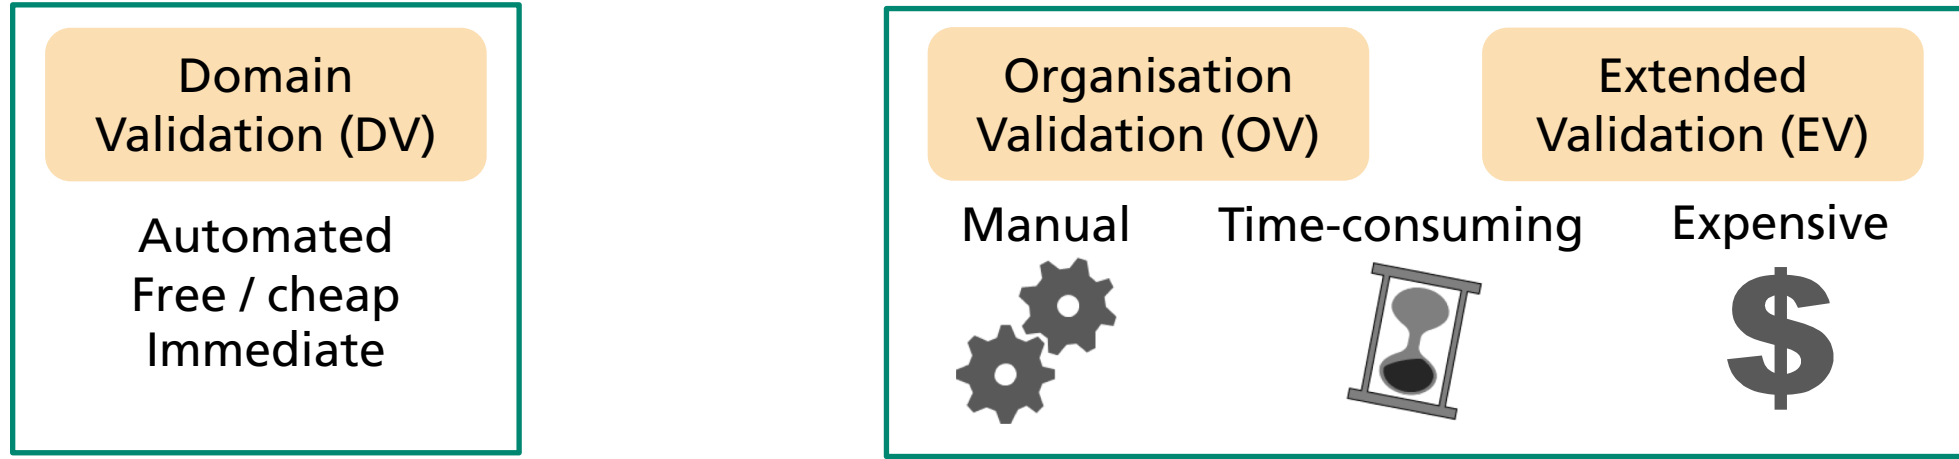 Domain
Validation (DV)
Automated
Free / cheap
Immediate
Organisation
Validation (OV)
Extended
Validation (EV)
Manual
Time-consuming
Expensive
$